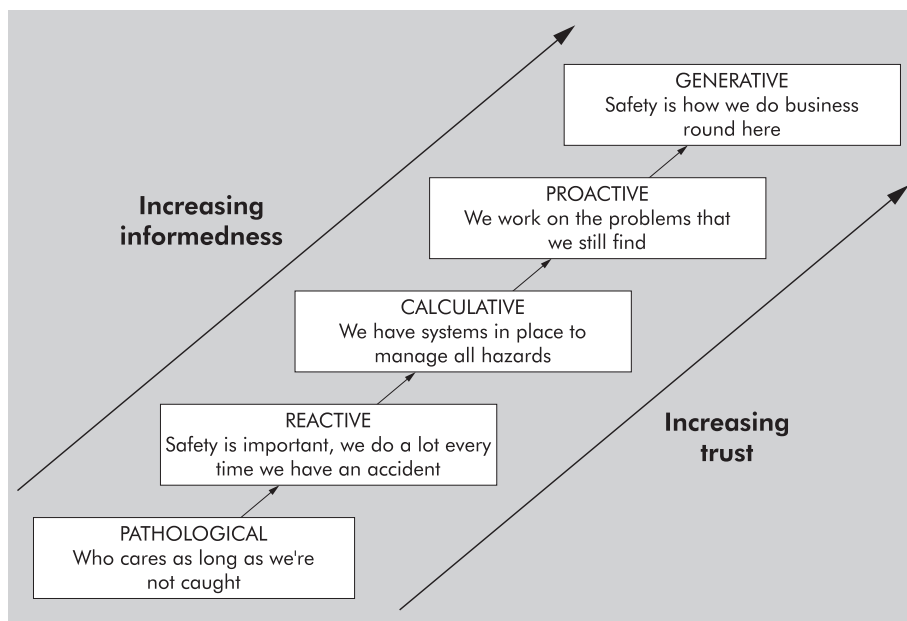 GENERATIVE
Safety is how we do business
round here
PROACTIVE
We work on the problems that
we still find
Increasing
informedness
CALCULATIVE
We have systems in place to
manage all hazards
REACTIVE
Safety is important, we do a lot every
time we have an accident
Increasing
trust
PATHOLOGICAL
Who cares as long as we're
not caught